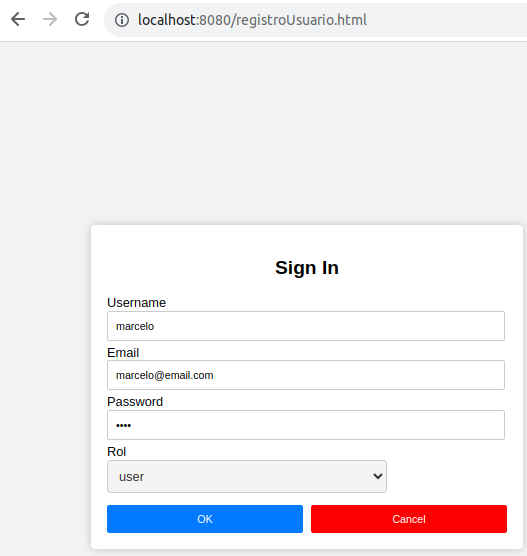 localhost:8080/registroUsuario.html
Sign In
Username
marcelo
Email
marcelo@email.com
Password
••••
Rol
user
OK Cancel